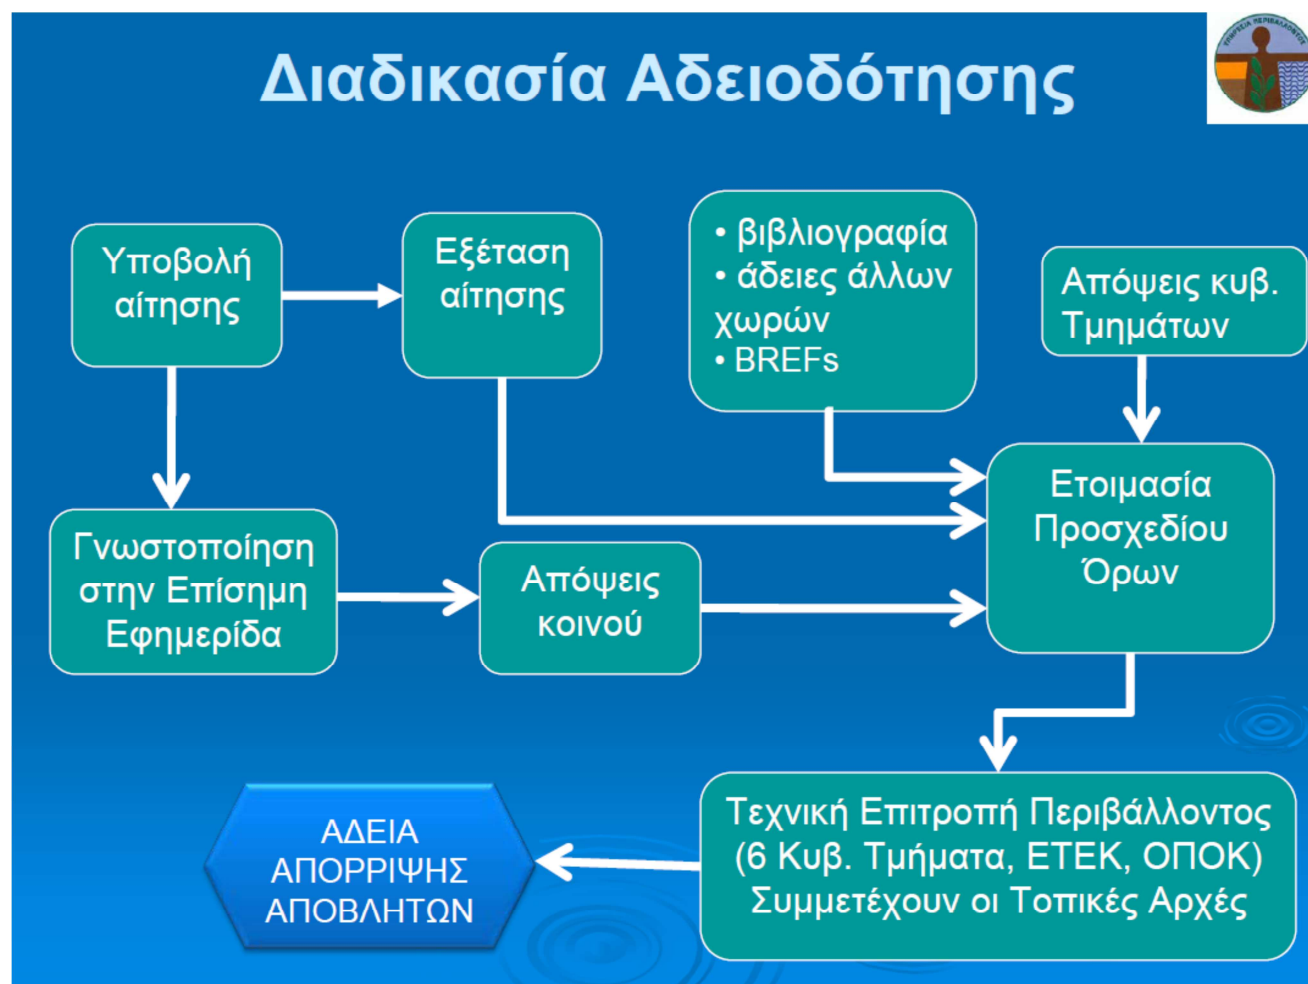 Διαδικασία Αδειοδότησης
ΥΠΗΡΕΣΙΑ ΠΕΡΙΒΑΛΛΟΝΤΟΣ
Υποβολή
αίτησης
Εξέταση
αίτησης
• βιβλιογραφία
• άδειες άλλων
χωρών
• BREFs
Απόψεις κυβ.
Τμημάτων
Γνωστοποίηση
στην Επίσημη
Εφημερίδα
Απόψεις
κοινού
Ετοιμασία
Προσχεδίου
Όρων
Τεχνική Επιτροπή Περιβάλλοντος
(6 Κυβ. Τμήματα, ΕΤΕΚ, ΟΠΟΚ)
Συμμετέχουν οι Τοπικές Αρχές
ΑΔΕΙΑ
ΑΠΟΡΡΙΨΗΣ
ΑΠΟΒΛΗΤΩΝ